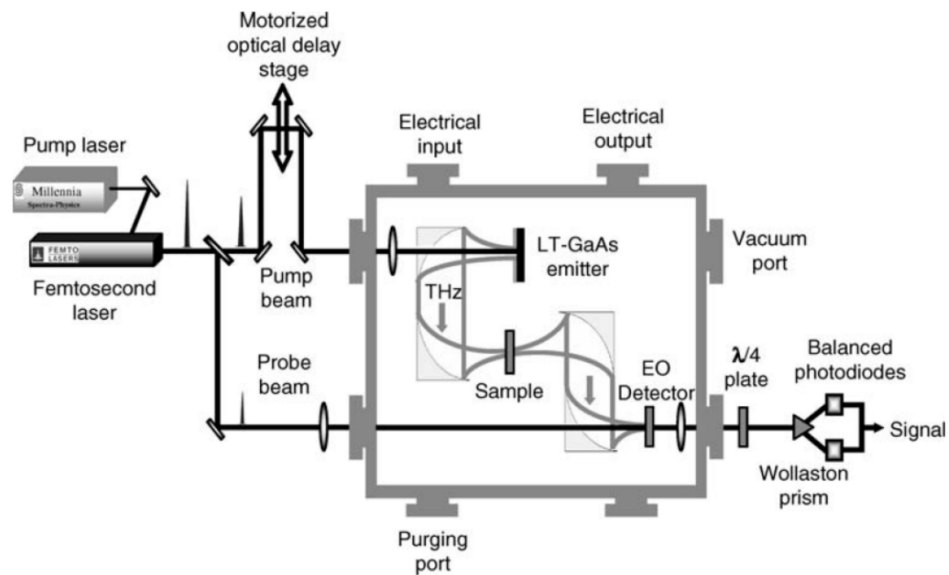 Motorized
optical delay
stage
Electrical
input
Electrical
output
Pump laser
Millennia
Spectra-Physics
FEMTO
LASERS
Femtosecond
laser
Pump
beam
LT-GaAs
emitter
Vacuum
port
THz
Probe
beam
Sample
EO
Detector
λ/4
plate
Balanced
photodiodes
Signal
Wollaston
prism
Purging
port